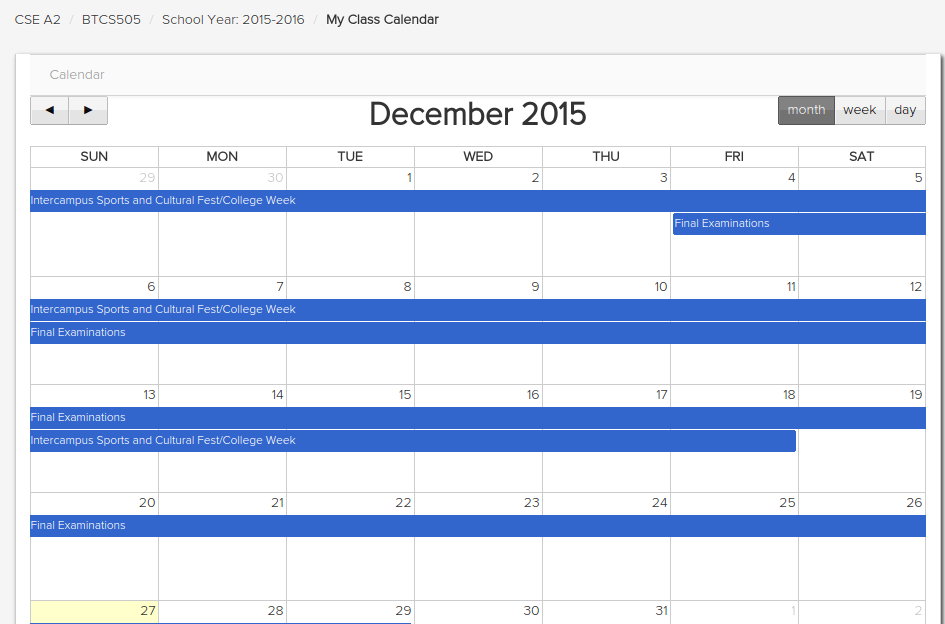 CSE A2 / BTCS505 / School Year: 2015-2016 / My Class Calendar
Calendar
◄ ► December 2015 month week day
SUN MON TUE WED THU FRI SAT
29 30 1 2 3 4 5
Intercampus Sports and Cultural Fest/College Week
Final Examinations
6 7 8 9 10 11 12
Intercampus Sports and Cultural Fest/College Week
Final Examinations
13 14 15 16 17 18 19
Final Examinations
Intercampus Sports and Cultural Fest/College Week
20 21 22 23 24 25 26
Final Examinations
27 28 29 30 31 1 2